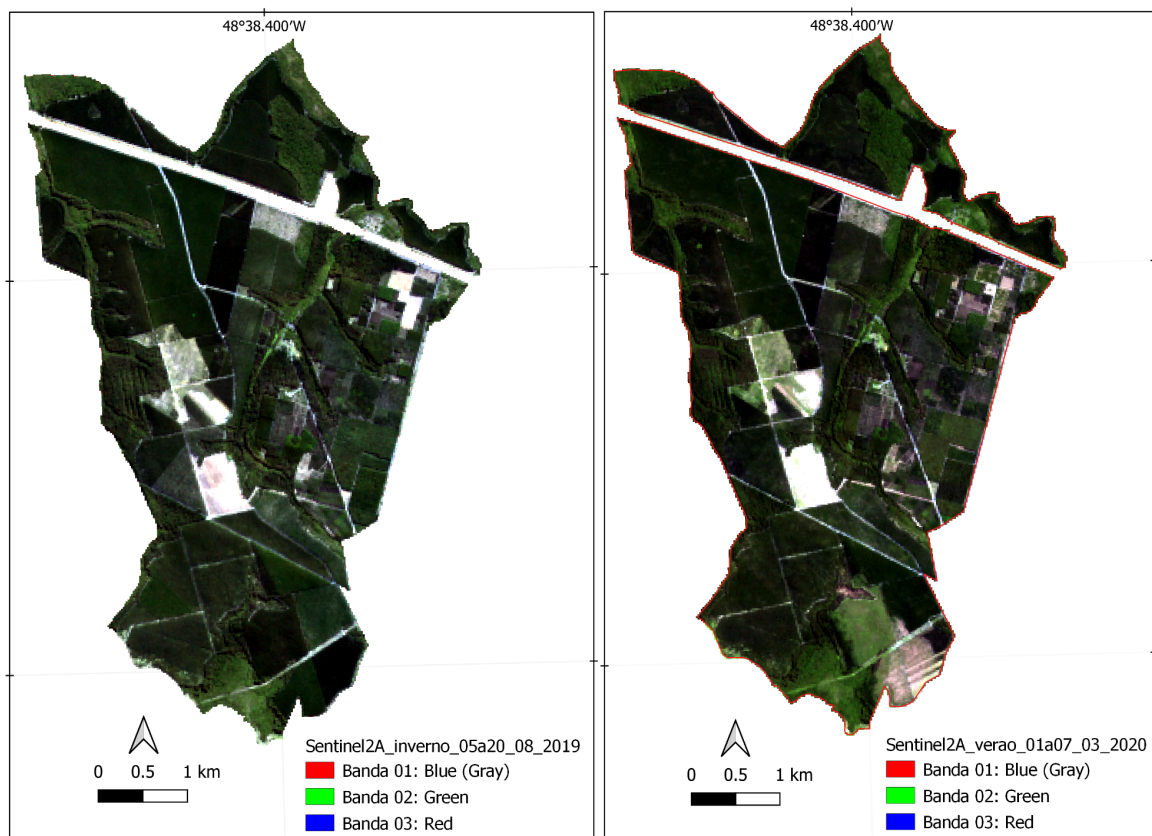 48°38.400'W
48°38.400'W
Sentinel2A_inverno_05a20_08_2019
Banda 01: Blue (Gray)
Banda 02: Green
Banda 03: Red
0 0.5 1 km
Sentinel2A_verao_01a07_03_2020
Banda 01: Blue (Gray)
Banda 02: Green
Banda 03: Red
0 0.5 1 km